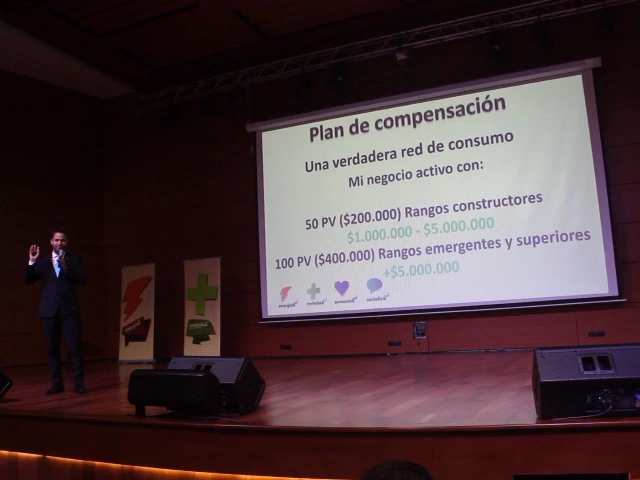 Plan de compensación
Una verdadera red de consumo
Mi negocio activo con:
50 PV ($200.000) Rangos constructores
$1.000.000 - $5.000.000
100 PV ($400.000) Rangos emergentes y superiores
+$5.000.000